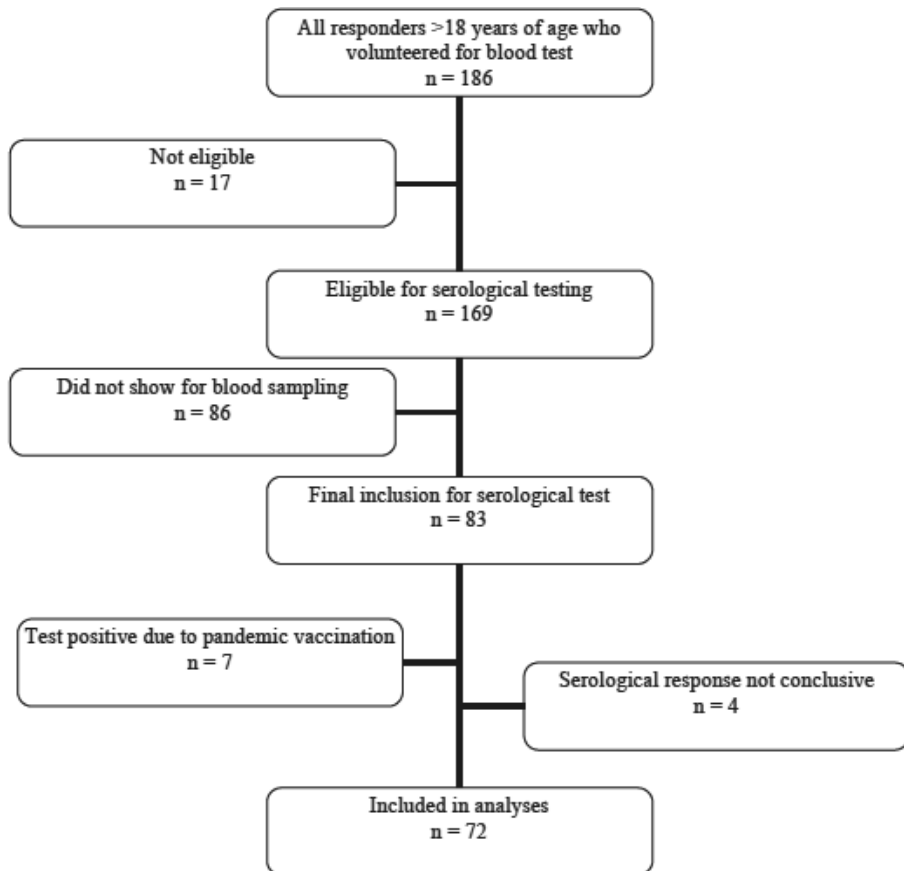 All responders >18 years of age who
volunteered for blood test
n = 186
Not eligible
n = 17
Eligible for serological testing
n = 169
Did not show for blood sampling
n = 86
Final inclusion for serological test
n = 83
Test positive due to pandemic vaccination
n = 7
Serological response not conclusive
n = 4
Included in analyses
n = 72